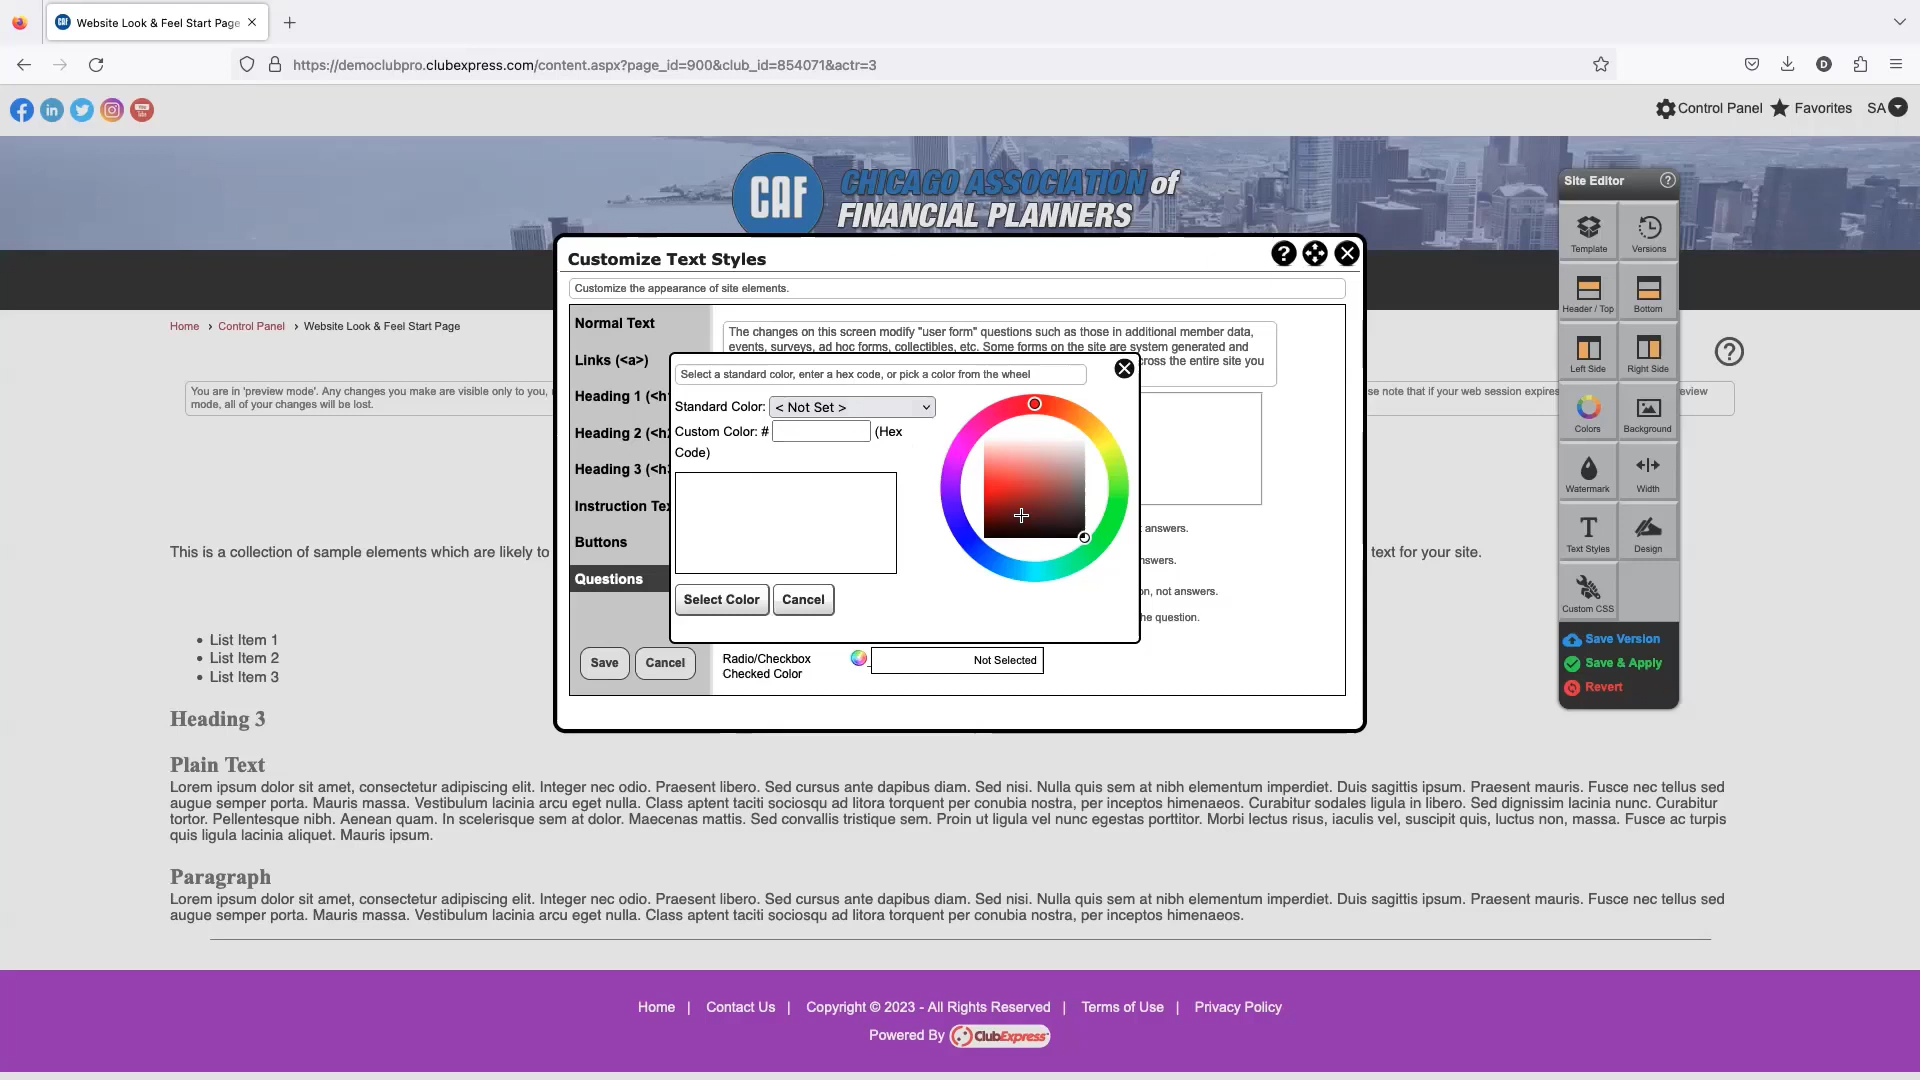 Website Look & Feel Start Page
https://democlubpro.clubexpress.com/content.aspx?page_id=900&club_id=854071&actr=3
Control Panel
Favorites
SA
CAF
CHICAGO ASSOCIATION of
FINANCIAL PLANNERS
Site Editor
Template
Versions
Header / Top
Bottom
Left Side
Right Side
Colors
Background
Watermark
Width
Text Styles
Design
Custom CSS
Save Version
Save & Apply
Revert
Home › Control Panel › Website Look & Feel Start Page
You are in 'preview mode'. Any changes you make are visible only to you,
se note that if your web session expires
eview
mode, all of your changes will be lost.
Customize Text Styles
Customize the appearance of site elements.
Normal Text
Links (<a>)
Heading 1 (<h
Heading 2 (<h
Heading 3 (<h
Instruction Te
Buttons
Questions
Save
Cancel
The changes on this screen modify "user form" questions such as those in additional member data,
events, surveys, ad hoc forms, collectibles, etc. Some forms on the site are system generated and
cross the entire site you
Select a standard color, enter a hex code, or pick a color from the wheel
Standard Color: < Not Set >
Custom Color: # (Hex
Code)
Select Color
Cancel
answers.
nswers.
on, not answers.
he question.
Radio/Checkbox
Checked Color
Not Selected
This is a collection of sample elements which are likely to
text for your site.
• List Item 1
• List Item 2
• List Item 3
Heading 3
Plain Text
Lorem ipsum dolor sit amet, consectetur adipiscing elit. Integer nec odio. Praesent libero. Sed cursus ante dapibus diam. Sed nisi. Nulla quis sem at nibh elementum imperdiet. Duis sagittis ipsum. Praesent mauris. Fusce nec tellus sed
augue semper porta. Mauris massa. Vestibulum lacinia arcu eget nulla. Class aptent taciti sociosqu ad litora torquent per conubia nostra, per inceptos himenaeos. Curabitur sodales ligula in libero. Sed dignissim lacinia nunc. Curabitur
tortor. Pellentesque nibh. Aenean quam. In scelerisque sem at dolor. Maecenas mattis. Sed convallis tristique sem. Proin ut ligula vel nunc egestas porttitor. Morbi lectus risus, iaculis vel, suscipit quis, luctus non, massa. Fusce ac turpis
quis ligula lacinia aliquet. Mauris ipsum.
Paragraph
Lorem ipsum dolor sit amet, consectetur adipiscing elit. Integer nec odio. Praesent libero. Sed cursus ante dapibus diam. Sed nisi. Nulla quis sem at nibh elementum imperdiet. Duis sagittis ipsum. Praesent mauris. Fusce nec tellus sed
augue semper porta. Mauris massa. Vestibulum lacinia arcu eget nulla. Class aptent taciti sociosqu ad litora torquent per conubia nostra, per inceptos himenaeos.
Home | Contact Us | Copyright © 2023 - All Rights Reserved | Terms of Use | Privacy Policy
Powered By ClubExpress